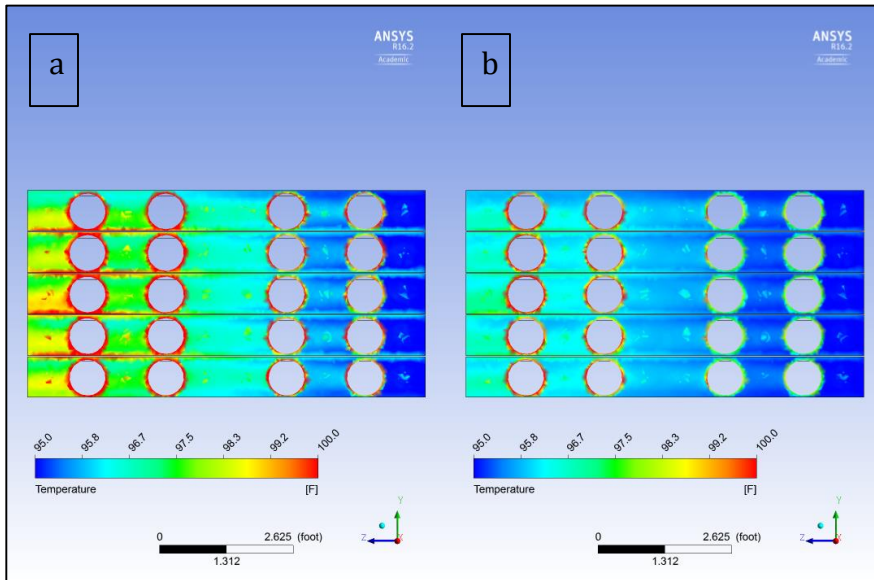 a
ANSYS
R16.2
Academic
95.0 95.8 96.7 97.5 98.3 99.2 100.0
Temperature [F]
Y
Z X
0 2.625 (foot)
1.312
b
ANSYS
R16.2
Academic
95.0 95.8 96.7 97.5 98.3 99.2 100.0
Temperature [F]
Y
Z X
0 2.625 (foot)
1.312